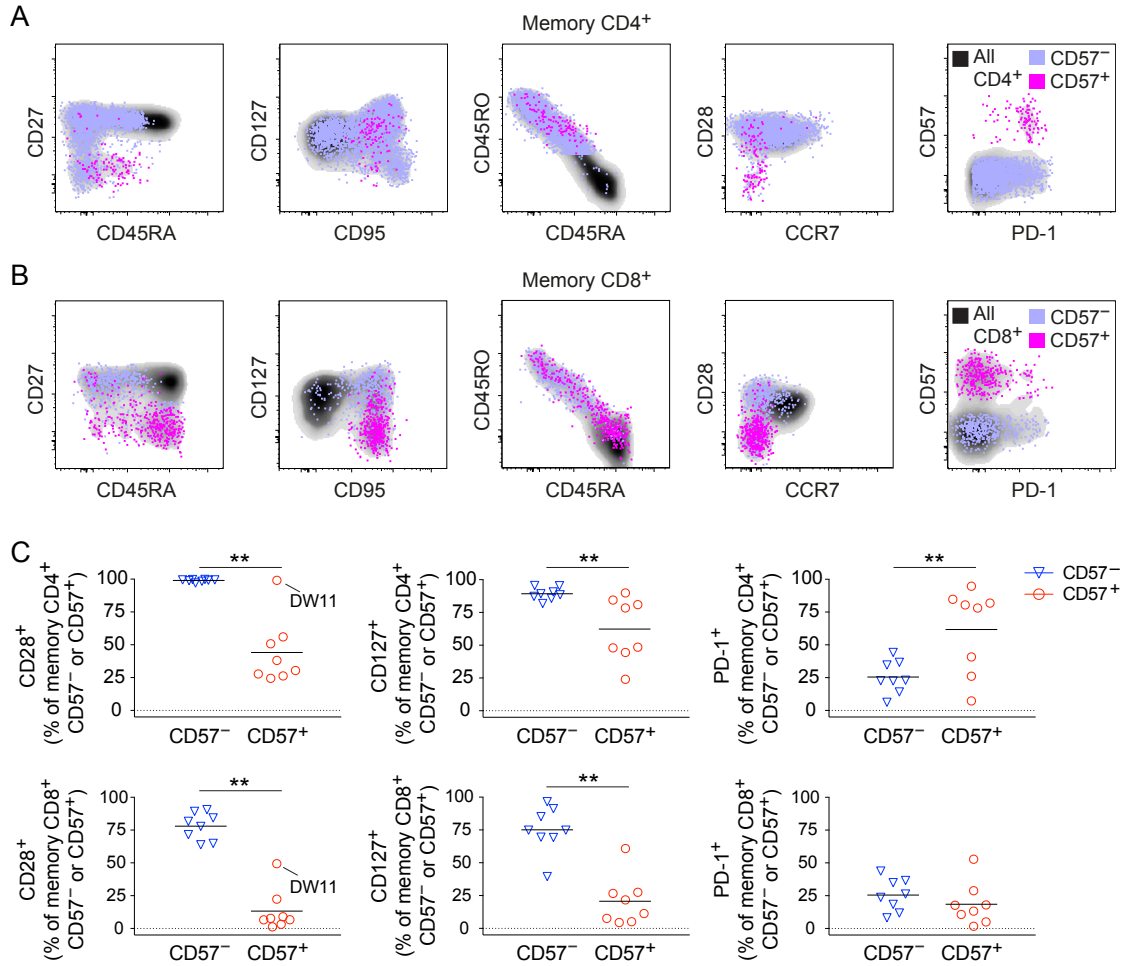 A
Memory CD4⁺
CD27
CD45RA
CD127
CD95
CD45RO
CD45RA
CD28
CCR7
CD57
PD-1
All CD4⁺
CD57⁻
CD57⁺
B
Memory CD8⁺
CD27
CD45RA
CD127
CD95
CD45RO
CD45RA
CD28
CCR7
CD57
PD-1
All CD8⁺
CD57⁻
CD57⁺
C
CD28⁺
(% of memory CD4⁺
CD57⁻ or CD57⁺)
100
75
50
25
0
**
DW11
CD57⁻ CD57⁺
CD127⁺
(% of memory CD4⁺
CD57⁻ or CD57⁺)
100
75
50
25
0
**
CD57⁻ CD57⁺
PD-1⁺
(% of memory CD4⁺
CD57⁻ or CD57⁺)
100
75
50
25
0
**
CD57⁻ CD57⁺
CD57⁻
CD57⁺
CD28⁺
(% of memory CD8⁺
CD57⁻ or CD57⁺)
100
75
50
25
0
**
DW11
CD57⁻ CD57⁺
CD127⁺
(% of memory CD8⁺
CD57⁻ or CD57⁺)
100
75
50
25
0
**
CD57⁻ CD57⁺
PD-1⁺
(% of memory CD8⁺
CD57⁻ or CD57⁺)
100
75
50
25
0
CD57⁻ CD57⁺